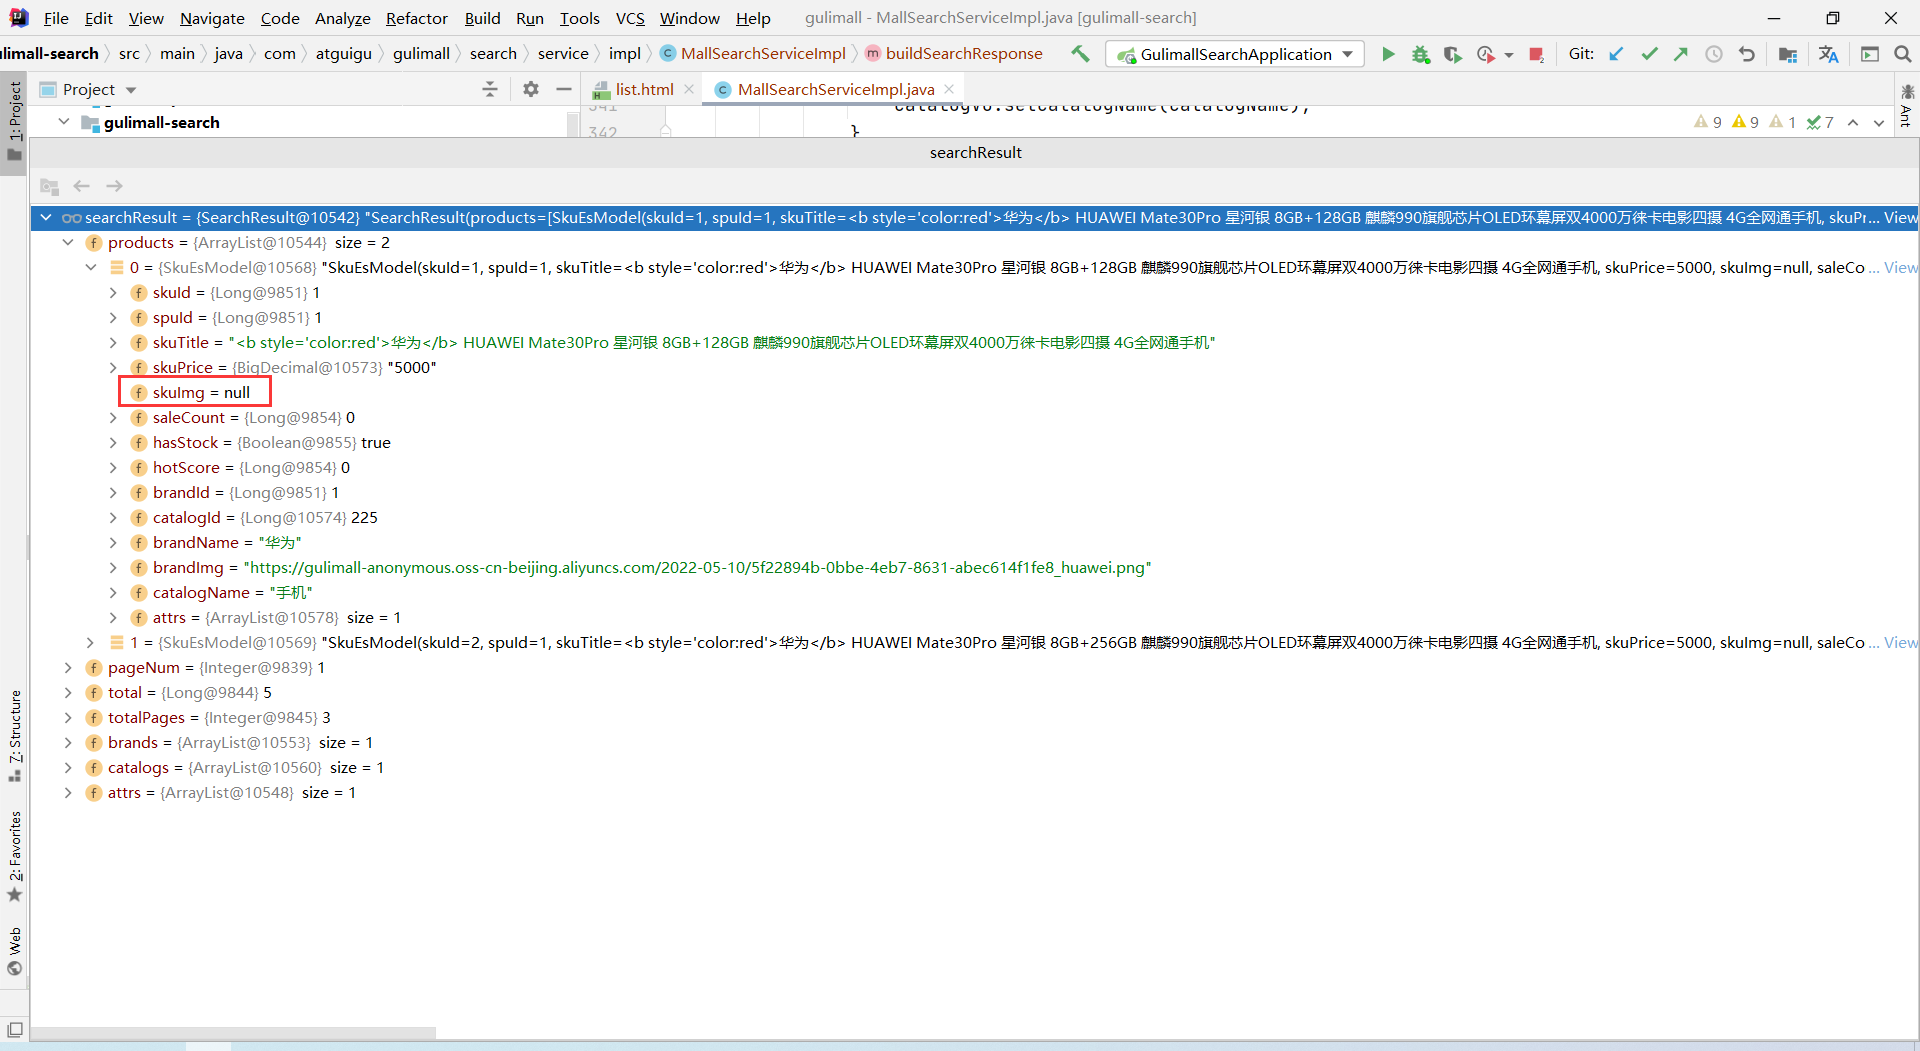 File Edit View Navigate Code Analyze Refactor Build Run Tools VCS Window Help gulimall - MallSearchServiceImpl.java [gulimall-search]
ulimall-search src main java com atguigu gulimall search service impl MallSearchServiceImpl buildSearchResponse GulimallSearchApplication Git:
1: Project
Project
list.html
MallSearchServiceImpl.java
Ant
gulimall-search
341 catalogVo.setCatalogName(catalogName);
342 }
9 9 1 7
searchResult
searchResult = {SearchResult@10542} "SearchResult(products=[SkuEsModel(skuId=1, spuId=1, skuTitle=<b style='color:red'>华为</b> HUAWEI Mate30Pro 星河银 8GB+128GB 麒麟990旗舰芯片OLED环幕屏双4000万徕卡电影四摄 4G全网通手机, skuPr... View
products = {ArrayList@10544} size = 2
0 = {SkuEsModel@10568} "SkuEsModel(skuId=1, spuId=1, skuTitle=<b style='color:red'>华为</b> HUAWEI Mate30Pro 星河银 8GB+128GB 麒麟990旗舰芯片OLED环幕屏双4000万徕卡电影四摄 4G全网通手机, skuPrice=5000, skuImg=null, saleCo ... View
skuId = {Long@9851} 1
spuId = {Long@9851} 1
skuTitle = "<b style='color:red'>华为</b> HUAWEI Mate30Pro 星河银 8GB+128GB 麒麟990旗舰芯片OLED环幕屏双4000万徕卡电影四摄 4G全网通手机"
skuPrice = {BigDecimal@10573} "5000"
skuImg = null
saleCount = {Long@9854} 0
hasStock = {Boolean@9855} true
hotScore = {Long@9854} 0
brandId = {Long@9851} 1
catalogId = {Long@10574} 225
brandName = "华为"
brandImg = "https://gulimall-anonymous.oss-cn-beijing.aliyuncs.com/2022-05-10/5f22894b-0bbe-4eb7-8631-abec614f1fe8_huawei.png"
catalogName = "手机"
attrs = {ArrayList@10578} size = 1
1 = {SkuEsModel@10569} "SkuEsModel(skuId=2, spuId=1, skuTitle=<b style='color:red'>华为</b> HUAWEI Mate30Pro 星河银 8GB+256GB 麒麟990旗舰芯片OLED环幕屏双4000万徕卡电影四摄 4G全网通手机, skuPrice=5000, skuImg=null, saleCo ... View
pageNum = {Integer@9839} 1
total = {Long@9844} 5
totalPages = {Integer@9845} 3
brands = {ArrayList@10553} size = 1
catalogs = {ArrayList@10560} size = 1
attrs = {ArrayList@10548} size = 1
7: Structure
2: Favorites
Web